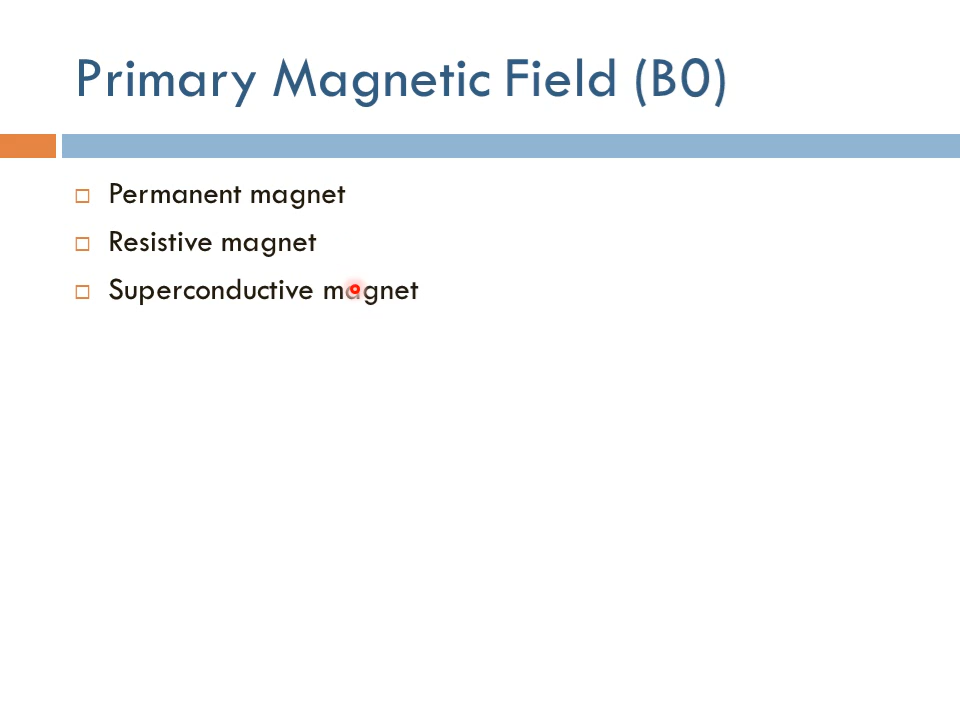 Primary Magnetic Field (B0)
Permanent magnet
Resistive magnet
Superconductive magnet